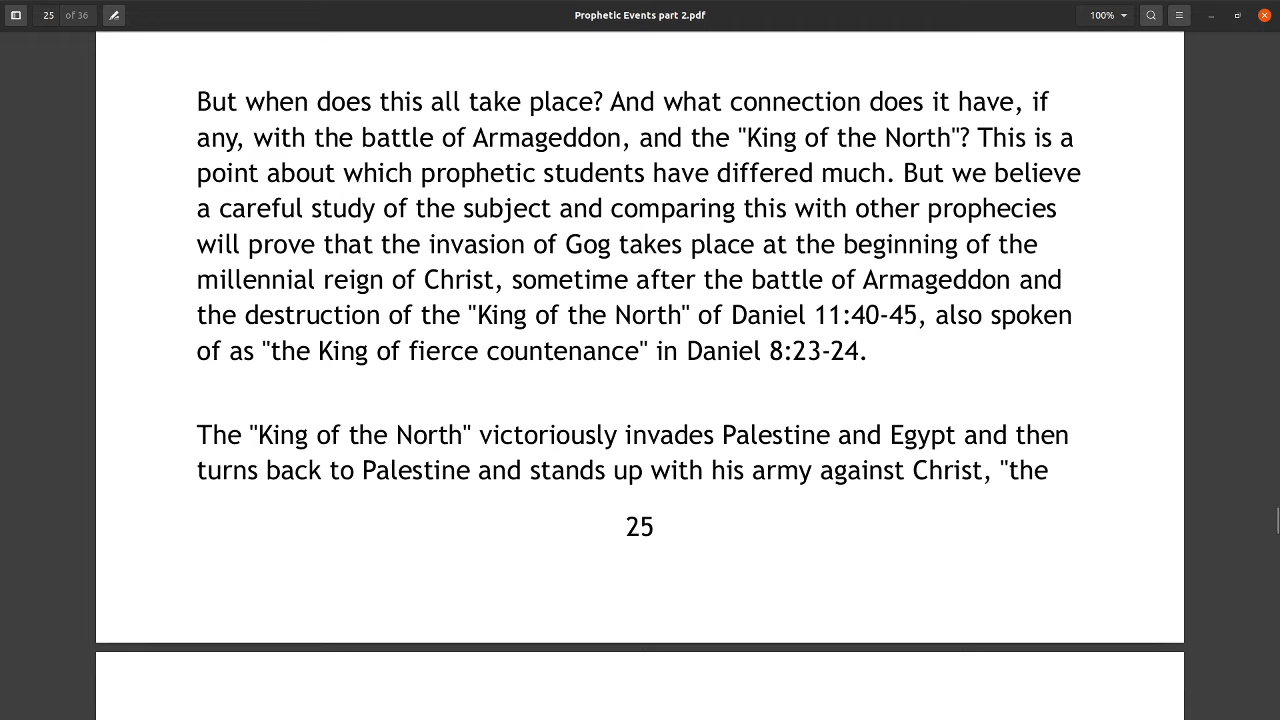 25 of 36
Prophetic Events part 2.pdf
100%
But when does this all take place? And what connection does it have, if
any, with the battle of Armageddon, and the "King of the North"? This is a
point about which prophetic students have differed much. But we believe
a careful study of the subject and comparing this with other prophecies
will prove that the invasion of Gog takes place at the beginning of the
millennial reign of Christ, sometime after the battle of Armageddon and
the destruction of the "King of the North" of Daniel 11:40-45, also spoken
of as "the King of fierce countenance" in Daniel 8:23-24.
The "King of the North" victoriously invades Palestine and Egypt and then
turns back to Palestine and stands up with his army against Christ, "the
25